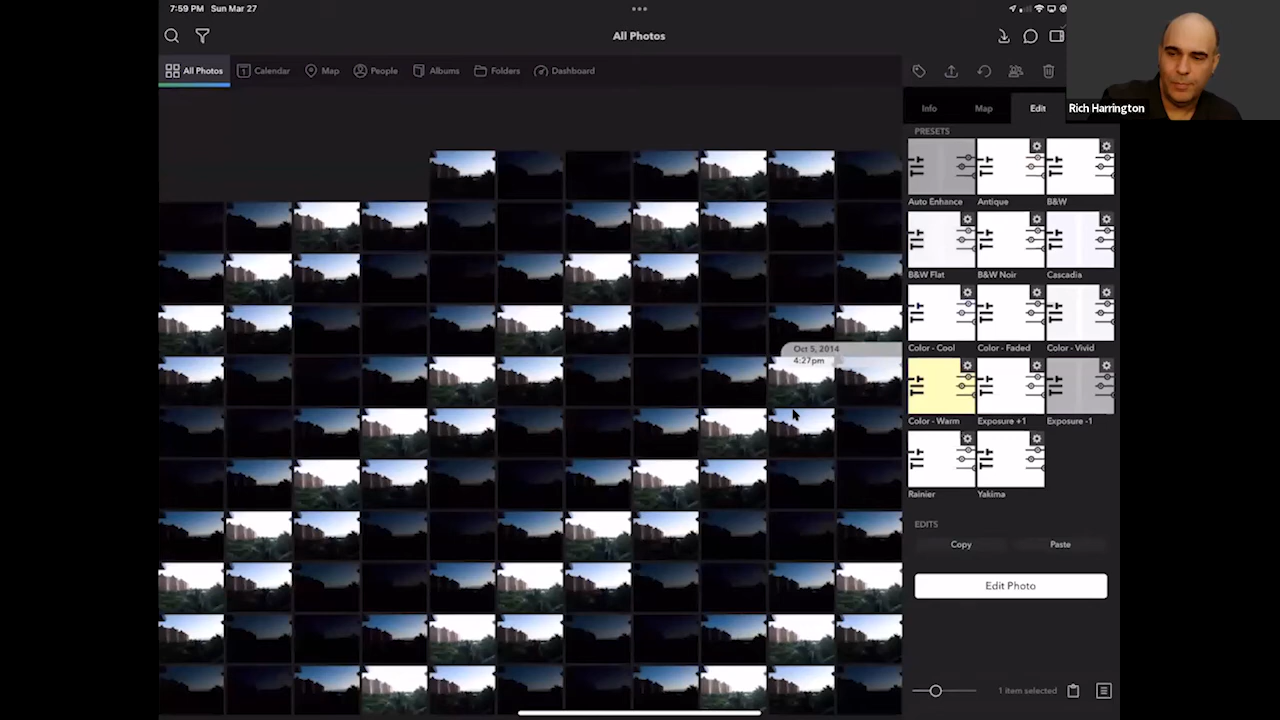 7:59 PM Sun Mar 27
All Photos
All Photos
Calendar
Map
People
Albums
Folders
Dashboard
Rich Harrington
Info
Map
Edit
PRESETS
Auto Enhance
Antique
B&W
B&W Flat
B&W Noir
Cascadia
Color - Cool
Color - Faded
Color - Vivid
Color - Warm
Exposure +1
Exposure -1
Rainier
Yakima
Oct 5, 2014
4:27pm
EDITS
Copy
Paste
Edit Photo
1 item selected